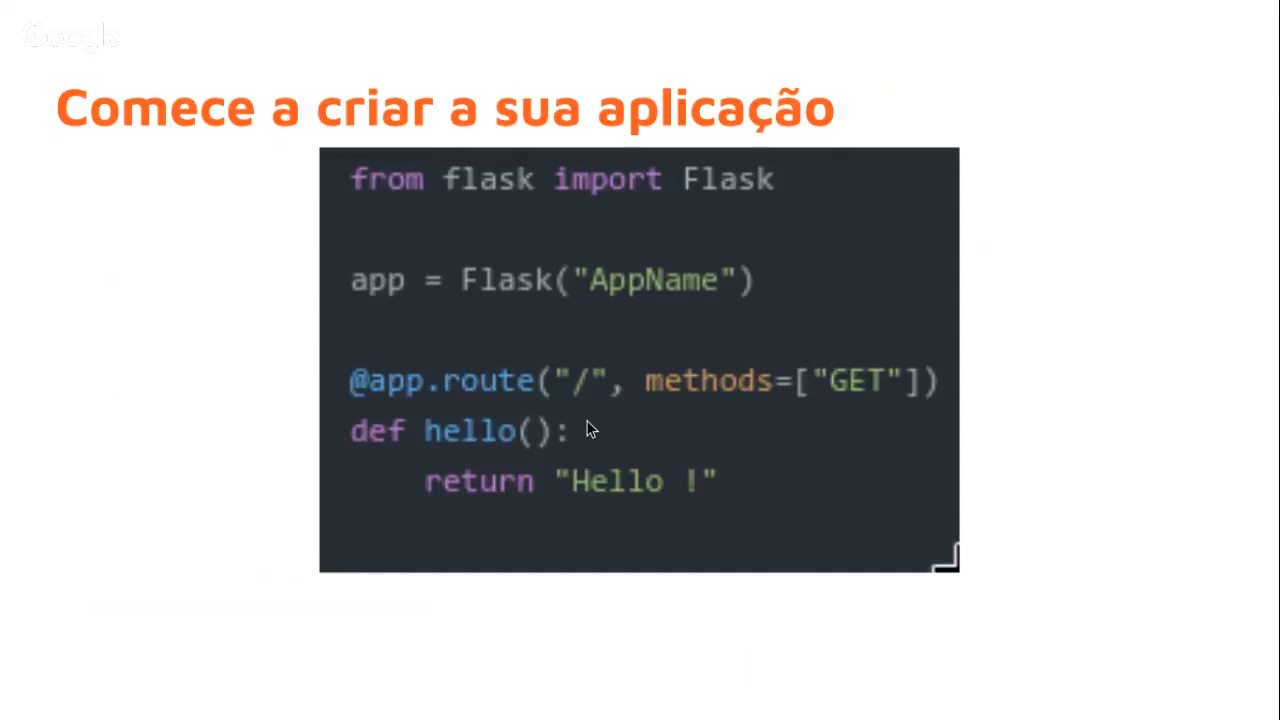 Google
Comece a criar a sua aplicação
from flask import Flask
app = Flask("AppName")
@app.route("/", methods=["GET"])
def hello():
    return "Hello !"